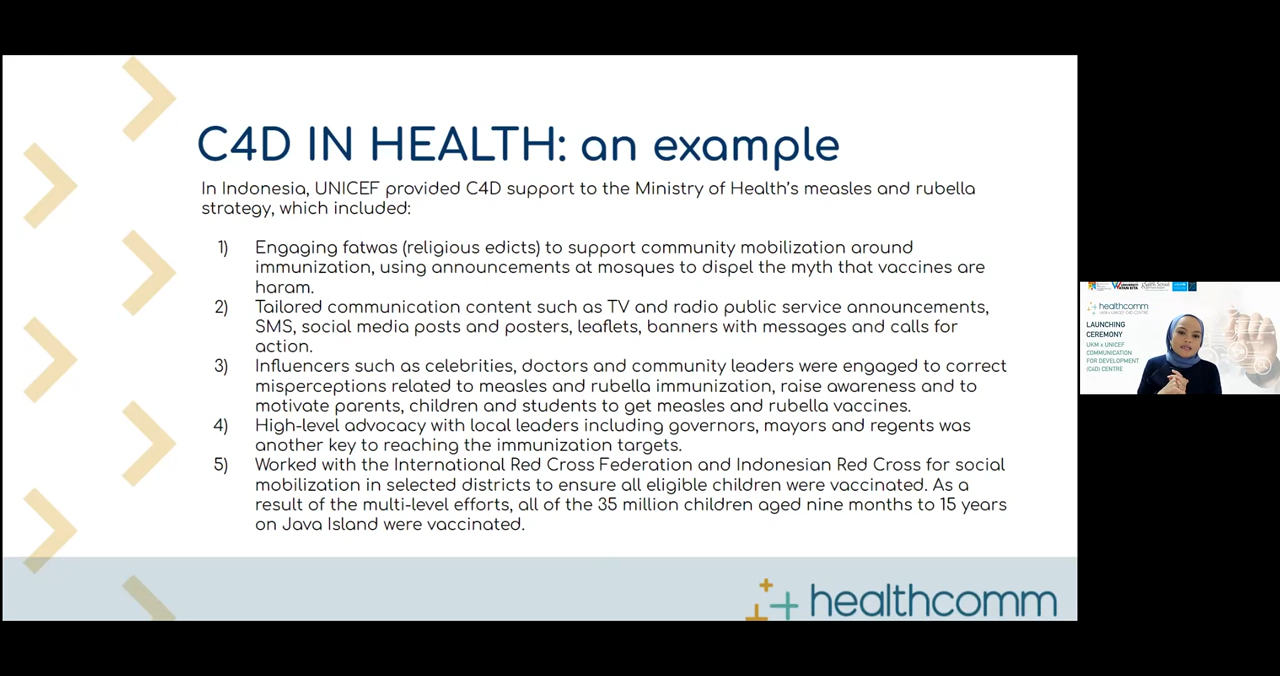 C4D IN HEALTH: an example
In Indonesia, UNICEF provided C4D support to the Ministry of Health's measles and rubella
strategy, which included:
1) Engaging fatwas (religious edicts) to support community mobilization around
immunization, using announcements at mosques to dispel the myth that vaccines are
haram.
2) Tailored communication content such as TV and radio public service announcements,
SMS, social media posts and posters, leaflets, banners with messages and calls for
action.
3) Influencers such as celebrities, doctors and community leaders were engaged to correct
misperceptions related to measles and rubella immunization, raise awareness and to
motivate parents, children and students to get measles and rubella vaccines.
4) High-level advocacy with local leaders including governors, mayors and regents was
another key to reaching the immunization targets.
5) Worked with the International Red Cross Federation and Indonesian Red Cross for social
mobilization in selected districts to ensure all eligible children were vaccinated. As a
result of the multi-level efforts, all of the 35 million children aged nine months to 15 years
on Java Island were vaccinated.
healthcomm
healthcomm
LAUNCHING
CEREMONY
UKM x UNICEF
COMMUNICATION
FOR DEVELOPMENT
(C4D) CENTRE